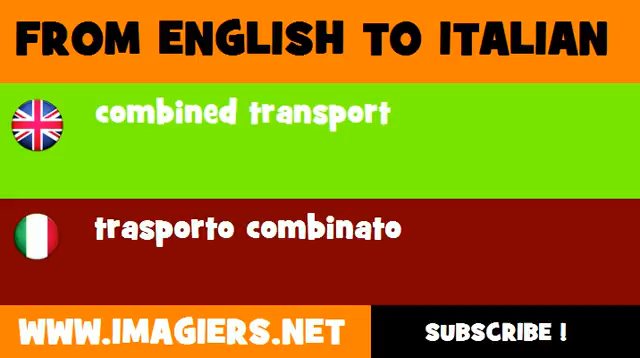 FROM ENGLISH TO ITALIAN
combined transport
trasporto combinato
WWW.IMAGIERS.NET
SUBSCRIBE !